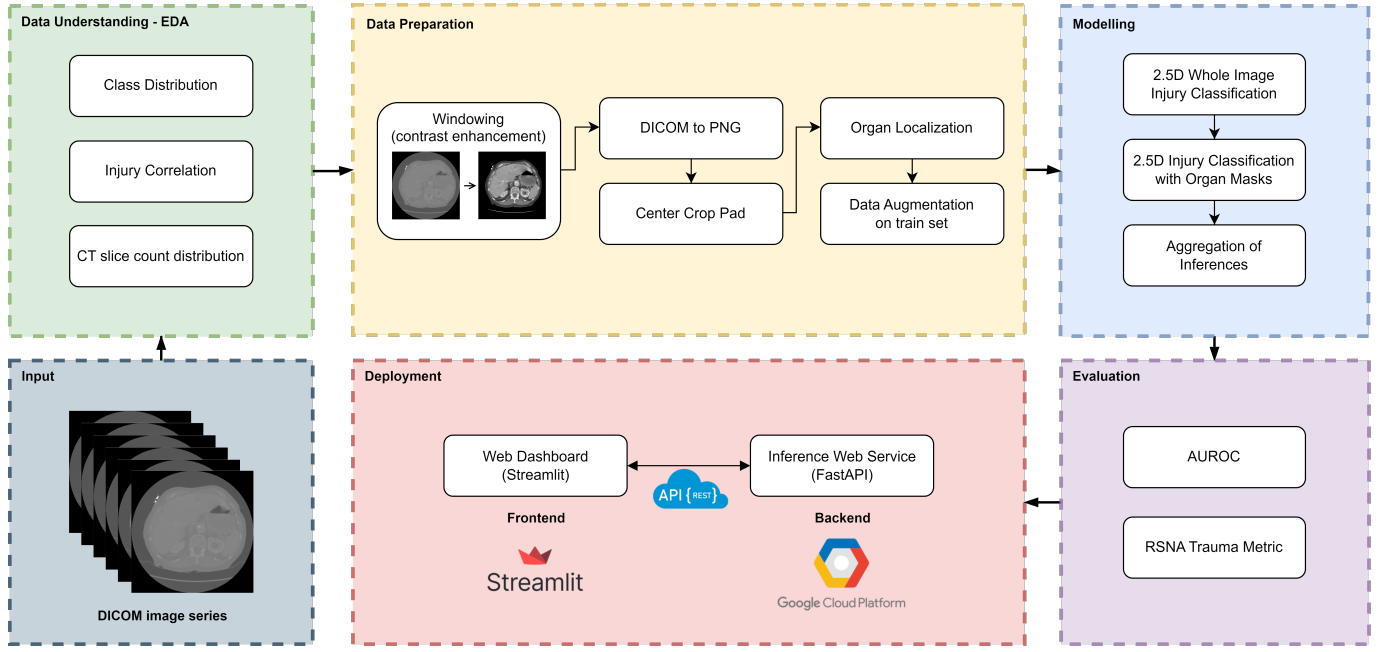 Data Understanding - EDA
Class Distribution
Injury Correlation
CT slice count distribution
Data Preparation
Windowing
(contrast enhancement)
DICOM to PNG
Center Crop Pad
Organ Localization
Data Augmentation
on train set
Modelling
2.5D Whole Image
Injury Classification
2.5D Injury Classification
with Organ Masks
Aggregation of
Inferences
Input
DICOM image series
Deployment
Web Dashboard
(Streamlit)
API { REST }
Inference Web Service
(FastAPI)
Frontend
Streamlit
Backend
Google Cloud Platform
Evaluation
AUROC
RSNA Trauma Metric